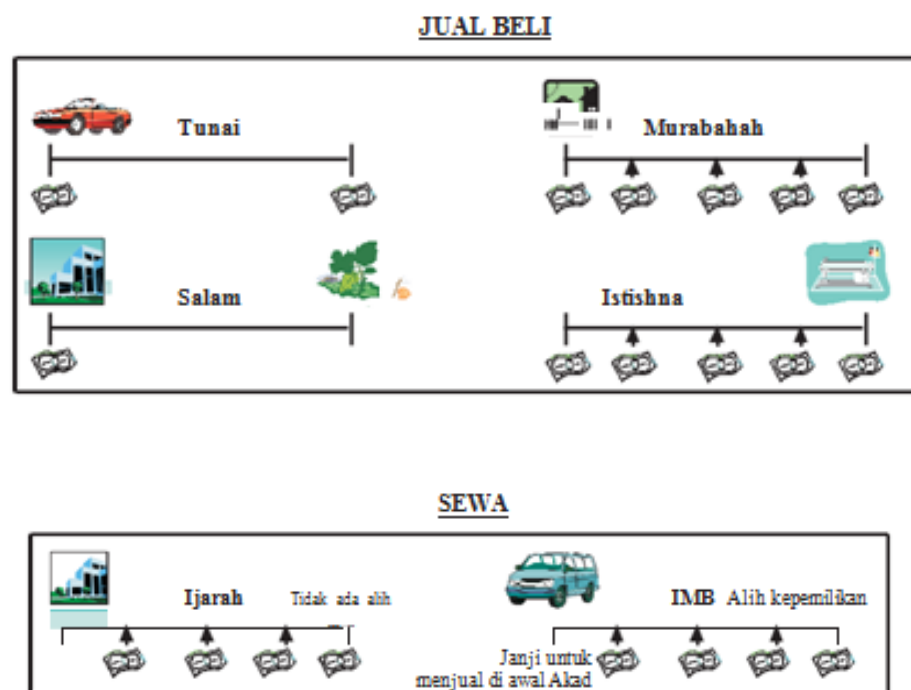 JUAL BELI
Tunai
Murabahah
Salam
Istishna
SEWA
Ijarah
Tidak ada alih
IMB Alih kepemilikan
Janji untuk
menjual di awal Akad